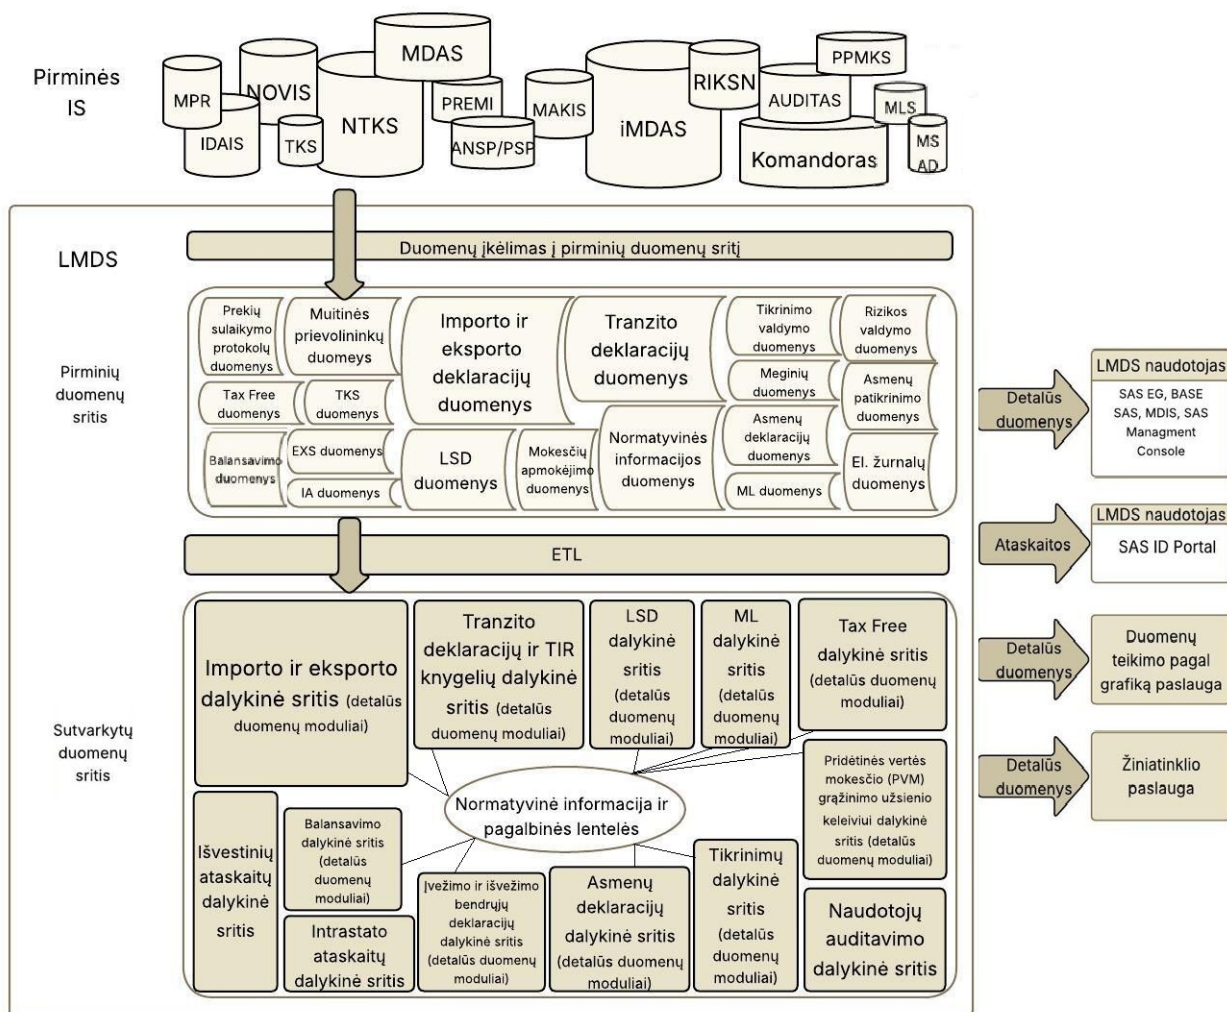 Pirminės
IS
MPR
IDAIS
NOVIS
TKS
NTKS
MDAS
PREMI
ANSP/PSP
MAKIS
iMDAS
RIKSN
AUDITAS
PPMKS
Komandoras
MLS
MS
AD
LMDS
Duomenų įkėlimas į pirminių duomenų sritį
Pirminių
duomenų
sritis
Prekių
sulaikymo
protokolų
duomenys
Muitinės
prievolininkų
duomeys
Importo ir
eksporto
deklaracijų
duomenys
Tranzito
deklaracijų
duomenys
Tikrinimo
valdymo
duomenys
Rizikos
valdymo
duomenys
Tax Free
duomenys
TKS
duomenys
Meginių
duomenys
Asmenų
patikrinimo
duomenys
Balansavimo
duomenys
EXS duomenys
IA duomenys
LSD
duomenys
Mokesčių
apmokėjimo
duomenys
Normatyvinės
informacijos
duomenys
Asmenų
deklaracijų
duomenys
ML duomenys
El. žurnalų
duomenys
Detalūs
duomenys
LMDS naudotojas
SAS EG, BASE
SAS, MDIS, SAS
Managment
Console
Ataskaitos
LMDS naudotojas
SAS ID Portal
ETL
Sutvarkytų
duomenų
sritis
Importo ir eksporto
dalykinė sritis (detalūs
duomenų moduliai)
Tranzito
deklaracijų ir TIR
knygelių dalykinė
sritis (detalūs
duomenų moduliai)
LSD
dalykinė
sritis
(detalūs
duomenų
moduliai)
ML
dalykinė
sritis
(detalūs
duomenų
moduliai)
Tax Free
dalykinė sritis
(detalūs duomenų
moduliai)
Detalūs
duomenys
Duomenų
teikimo pagal
grafiką paslauga
Normatyvinė informacija ir
pagalbinės lentelės
Pridėtinės vertės
mokesčio (PVM)
grąžinimo užsienio
keleiviui dalykinė
sritis (detalūs
duomenų moduliai)
Detalūs
duomenys
Žiniatinklio
paslauga
Išvestinių
ataskaitų
dalykinė
sritis
Balansavimo
dalykinė sritis
(detalūs
duomenų
moduliai)
Intrastato
ataskaitų
dalykinė sritis
Įvežimo ir išvežimo
bendrųjų
deklaracijų
dalykinė sritis
(detalūs duomenų
moduliai)
Asmenų
deklaracijų
dalykinė sritis
(detalūs duomenų
moduliai)
Tikrinimų
dalykinė
sritis
(detalūs
duomenų
moduliai)
Naudotojų
auditavimo
dalykinė sritis